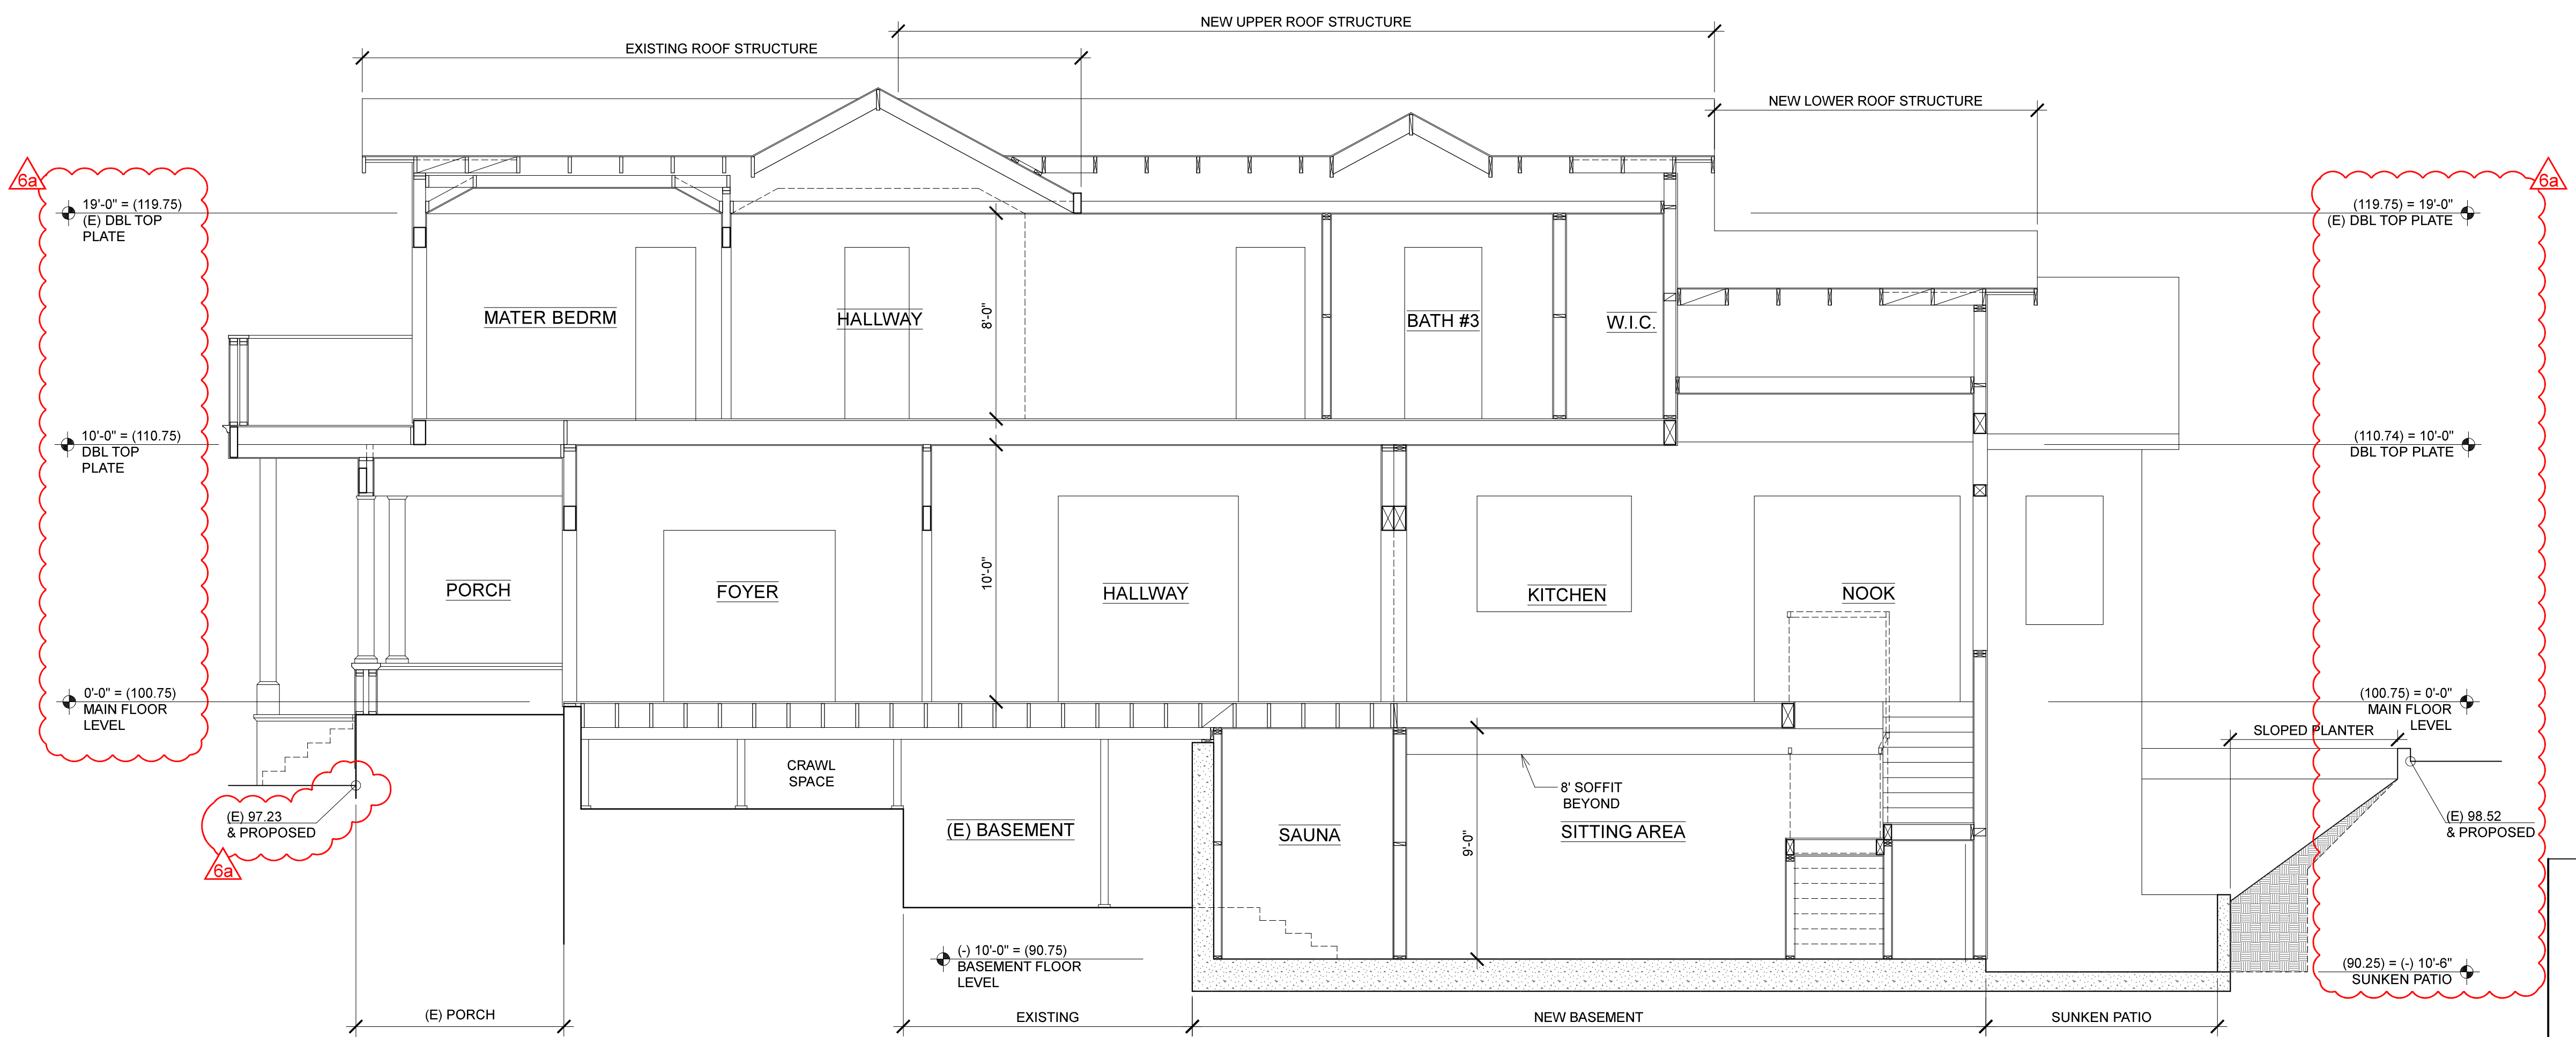 NEW UPPER ROOF STRUCTURE
EXISTING ROOF STRUCTURE
NEW LOWER ROOF STRUCTURE
6a
6a
19'-0" = (119.75)
(E) DBL TOP
PLATE
(119.75) = 19'-0"
(E) DBL TOP PLATE
MATER BEDRM
HALLWAY
8'-0"
BATH #3
W.I.C.
10'-0" = (110.75)
DBL TOP
PLATE
(110.74) = 10'-0"
DBL TOP PLATE
PORCH
FOYER
10'-0"
HALLWAY
KITCHEN
NOOK
0'-0" = (100.75)
MAIN FLOOR
LEVEL
(100.75) = 0'-0"
MAIN FLOOR
LEVEL
SLOPED PLANTER
CRAWL
SPACE
8' SOFFIT
BEYOND
(E) 97.23
& PROPOSED
6a
(E) BASEMENT
SAUNA
9'-0"
SITTING AREA
(E) 98.52
& PROPOSED
(-) 10'-0" = (90.75)
BASEMENT FLOOR
LEVEL
(90.25) = (-) 10'-6"
SUNKEN PATIO
(E) PORCH
EXISTING
NEW BASEMENT
SUNKEN PATIO